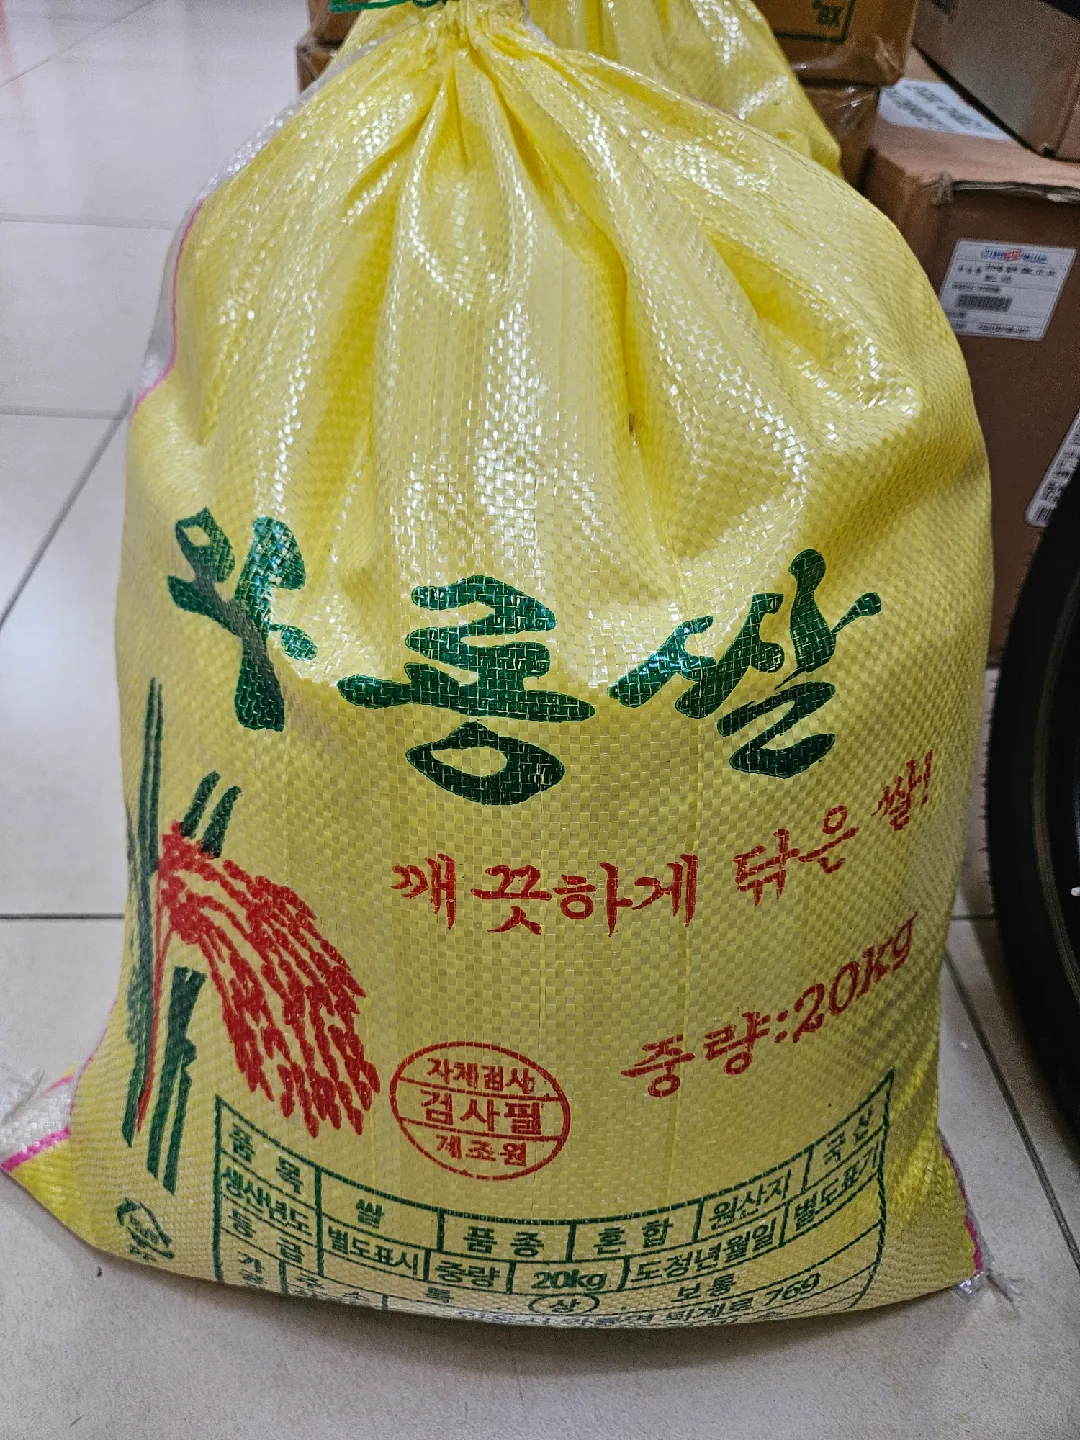 와룡쌀
깨끗하게 닦은 쌀!
중량:20kg
자체검사
검사필
제조원
품목 쌀 품종 혼합 원산지 국산
생산년도 별도표시 중량 20kg 도정년월일 별도표기
등급 특 . 상 . 보통
769